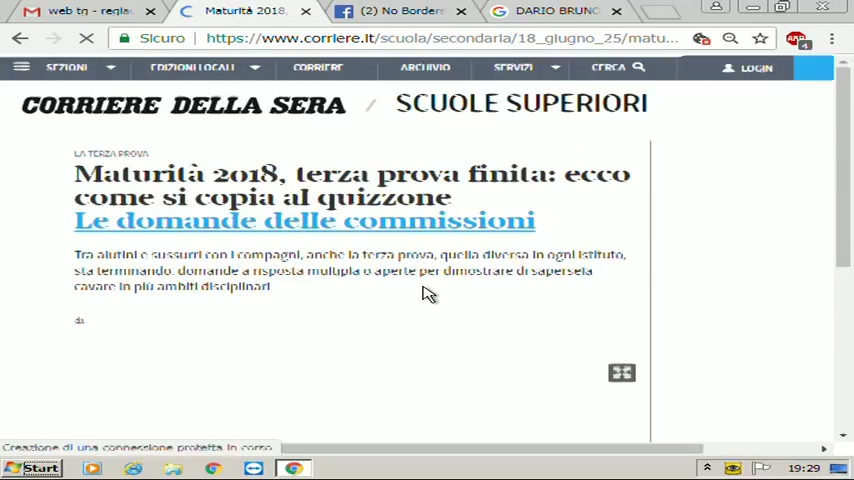 web tg - regia
Maturità 2018,
(2) No Border
DARIO BRUNO
Sicuro
https://www.corriere.it/scuola/secondaria/18_giugno_25/matu...
SEZIONI EDIZIONI LOCALI CORRIERE ARCHIVIO SERVIZI CERCA LOGIN
CORRIERE DELLA SERA / SCUOLE SUPERIORI
LA TERZA PROVA
Maturità 2018, terza prova finita: ecco
come si copia al quizzone
Le domande delle commissioni
Tra aiutini e sussurri con i compagni, anche la terza prova, quella diversa in ogni istituto,
sta terminando: domande a risposta multipla o aperte per dimostrare di sapersela
cavare in più ambiti disciplinari
di
Creazione di una connessione protetta in corso
Start
19:29